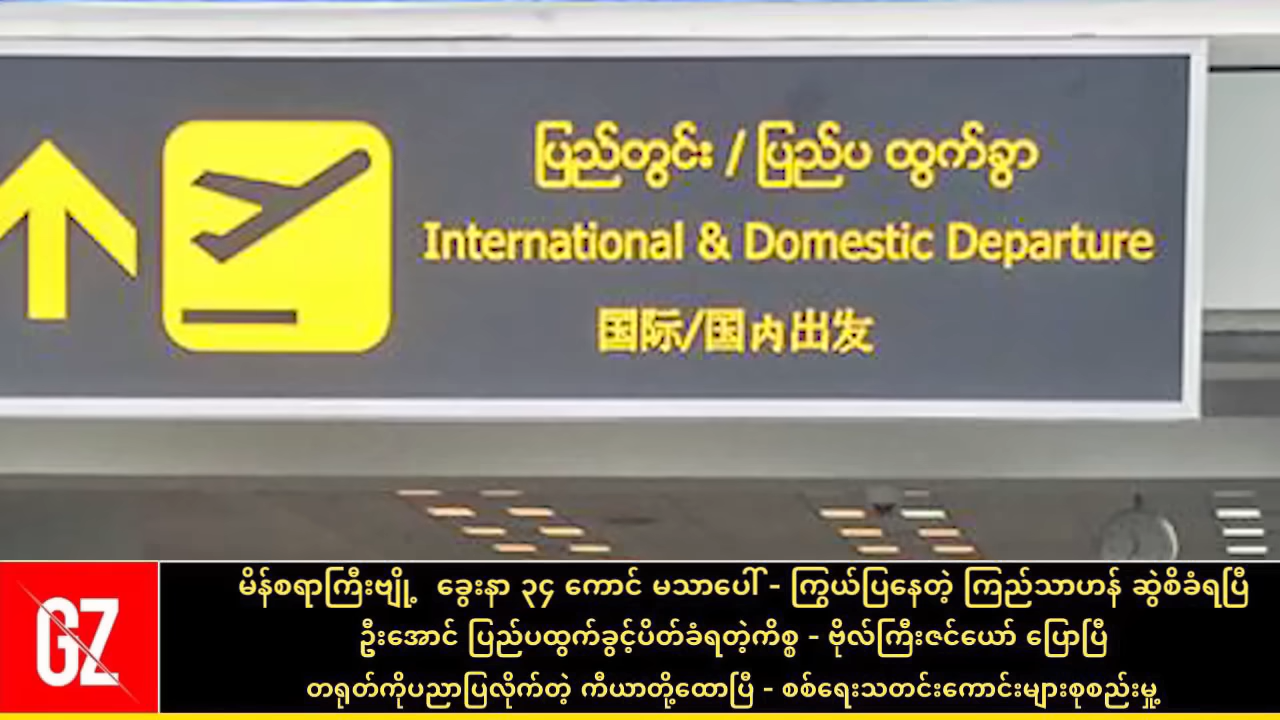 ပြည်တွင်း / ပြည်ပ ထွက်ခွာ
International & Domestic Departure
国际/国内出发
GZ
မိန်စရာကြီးဗျို့ ခွေးနာ ၃၄ ကောင် မသာပေါ် - ကြွယ်ပြနေတဲ့ ကြည်သာဟန် ဆွဲစိခံရပြီ
ဦးအောင် ပြည်ပထွက်ခွင့်ပိတ်ခံရတဲ့ကိစ္စ - ဗိုလ်ကြီးဇင်ယော် ပြောပြီ
တရုတ်ကိုပညာပြလိုက်တဲ့ ကီယာတို့ထောပြီ - စစ်ရေးသတင်းကောင်းများစုစည်းမှု့